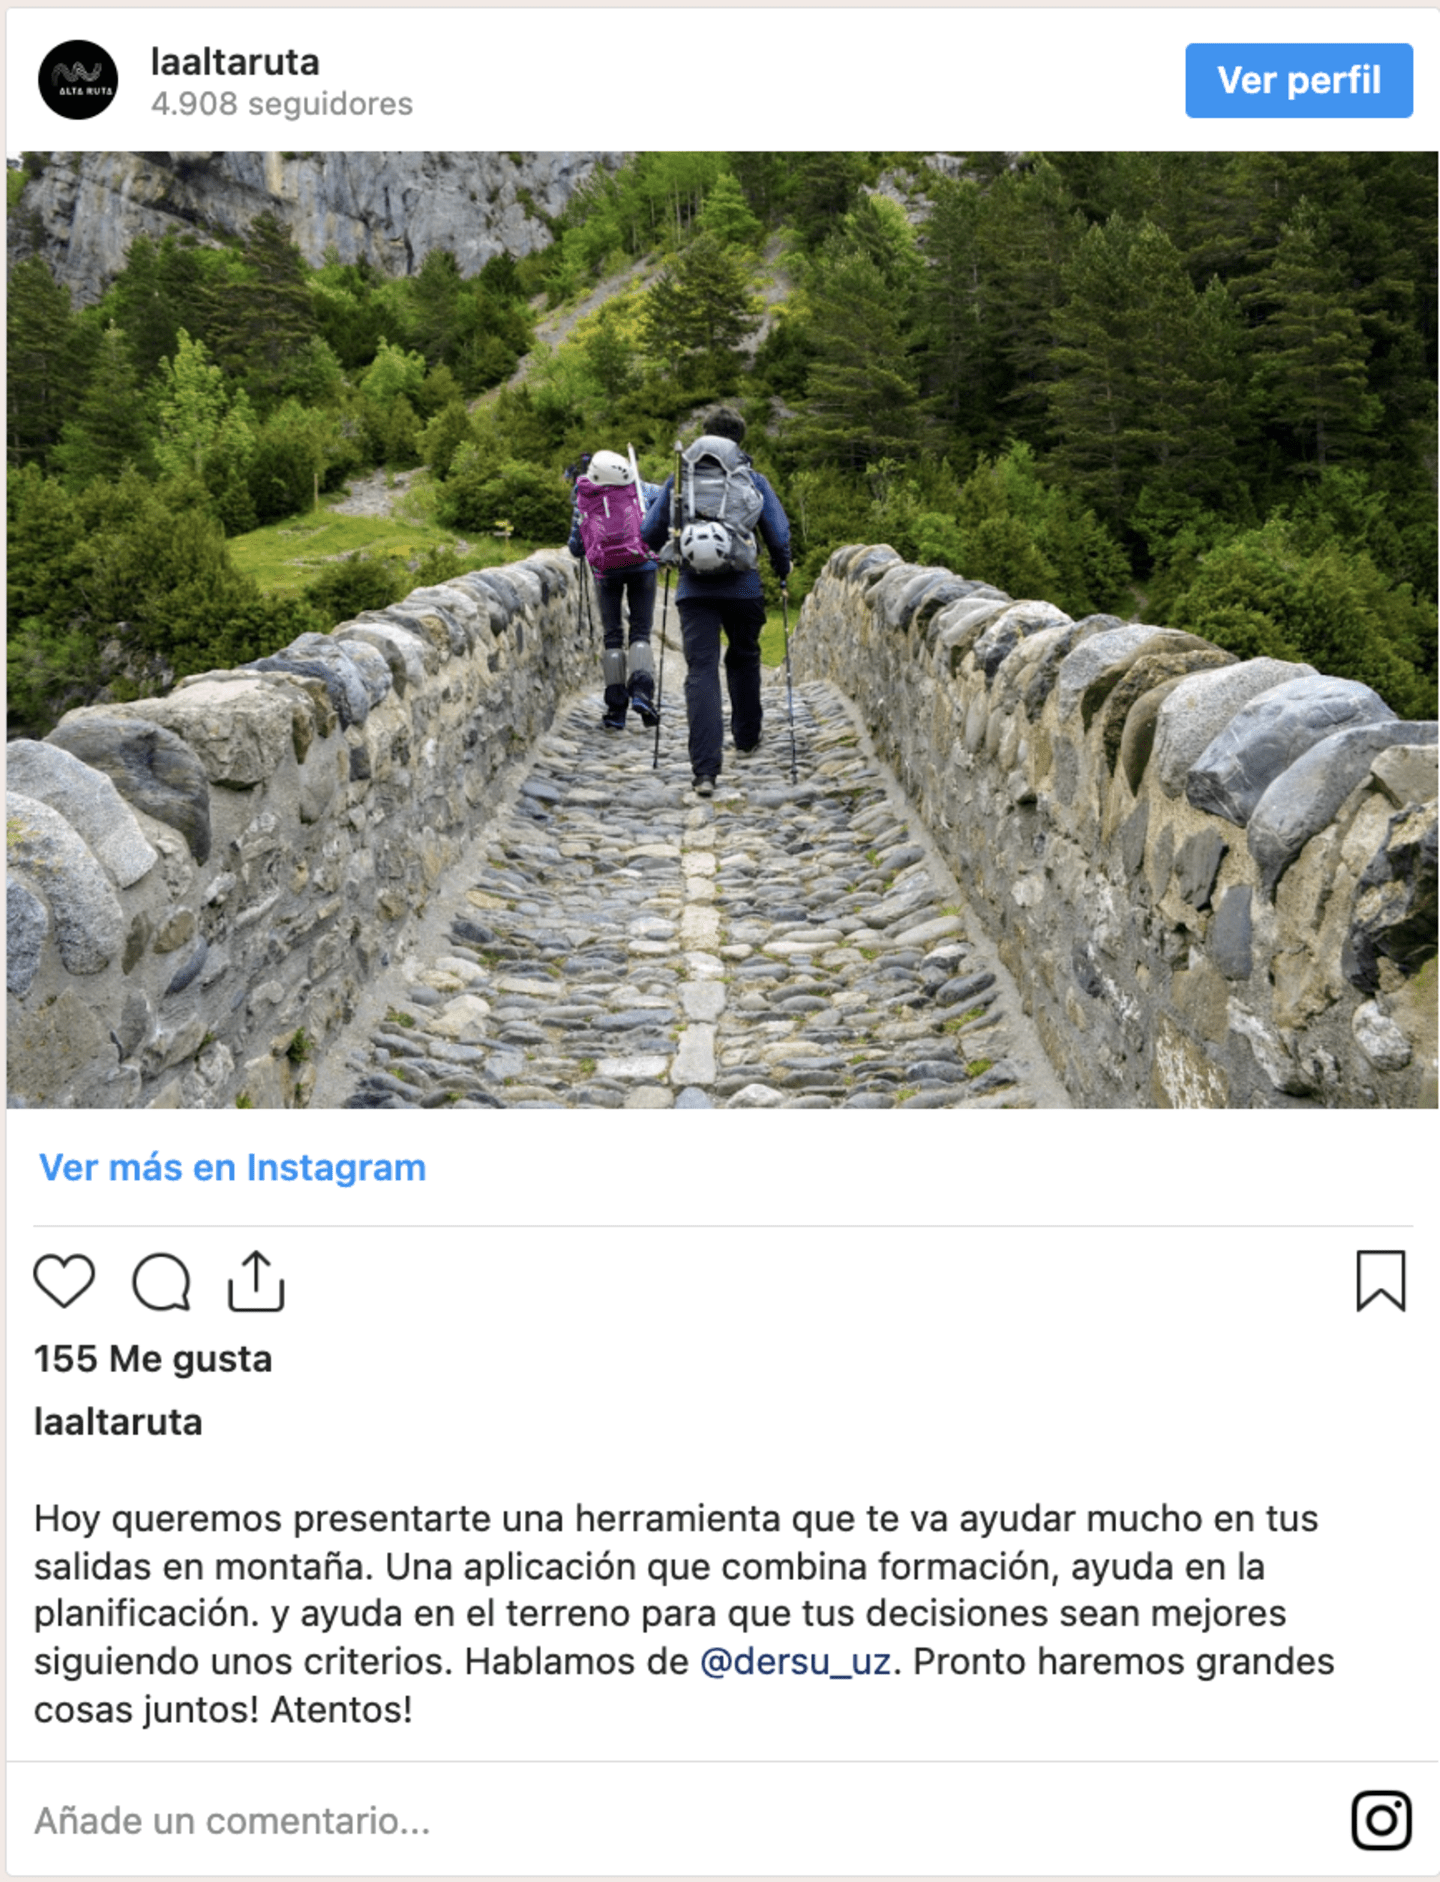 ALTA RUTA
laaltaruta
4.908 seguidores
Ver perfil
Ver más en Instagram
155 Me gusta
laaltaruta
Hoy queremos presentarte una herramienta que te va ayudar mucho en tus
salidas en montaña. Una aplicación que combina formación, ayuda en la
planificación. y ayuda en el terreno para que tus decisiones sean mejores
siguiendo unos criterios. Hablamos de @dersu_uz. Pronto haremos grandes
cosas juntos! Atentos!
Añade un comentario...